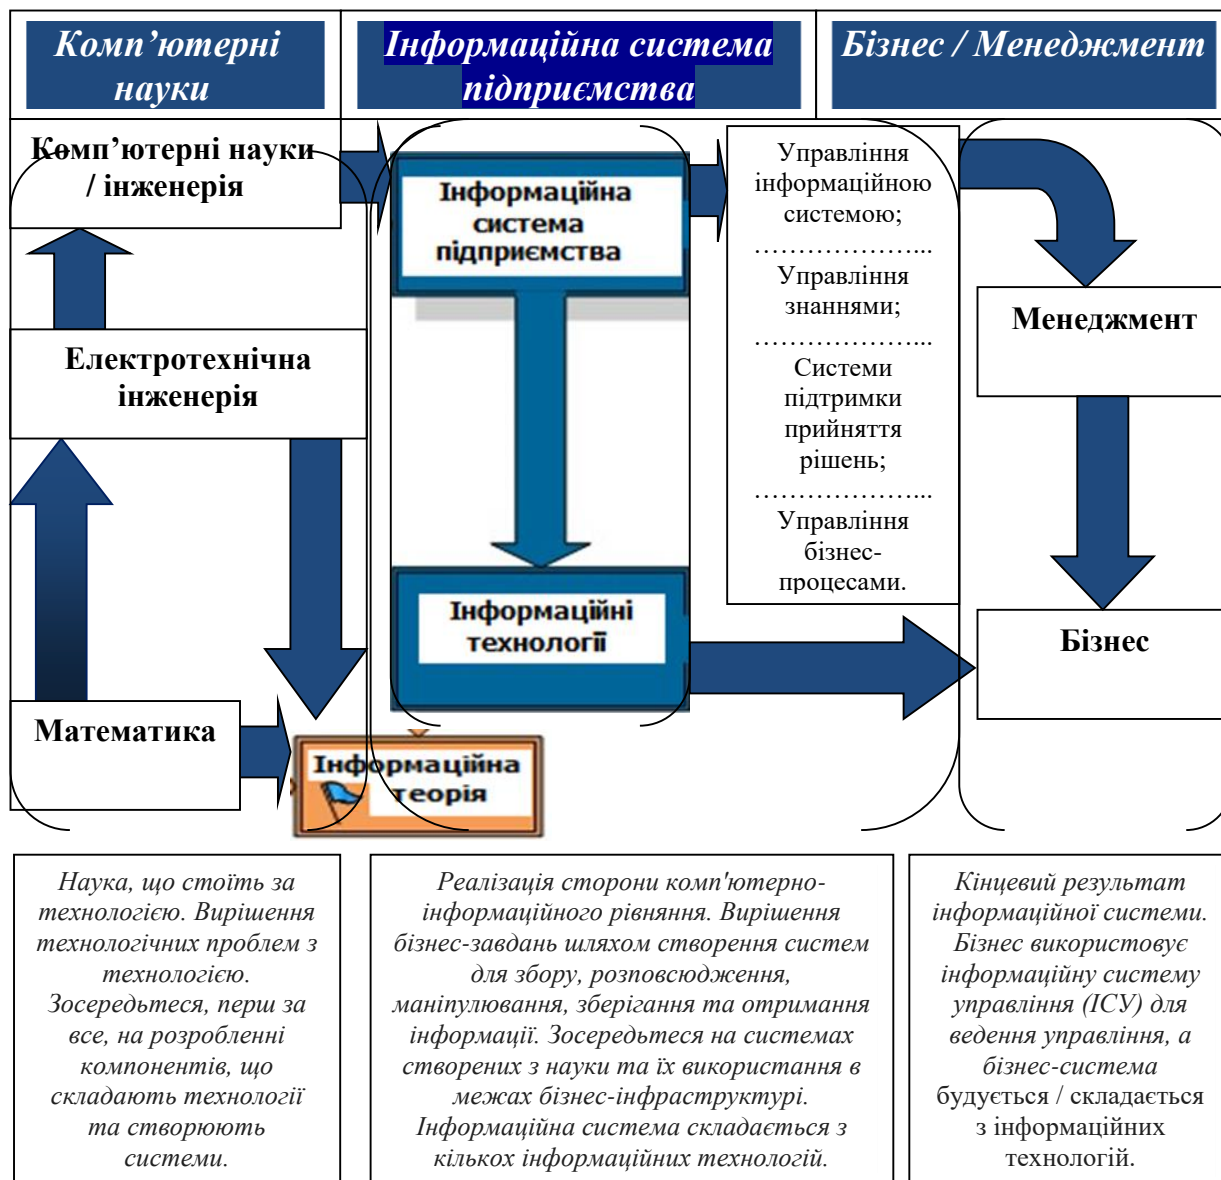 Комп’ютерні
науки
Інформаційна система
підприємства
Бізнес / Менеджмент
Комп’ютерні науки
/ інженерія
Електротехнічна
інженерія
Математика
Інформаційна
теорія
Інформаційна
система
підприємства
Інформаційні
технології
Управління
інформаційною
системою;
…………………...
Управління
знаннями;
…………………...
Системи
підтримки
прийняття
рішень;
…………………...
Управління
бізнес-
процесами.
Менеджмент
Бізнес
Наука, що стоїть за
технологією. Вирішення
технологічних проблем з
технологією.
Зосередьтеся, перш за
все, на розробленні
компонентів, що
складають технології
та створюють
системи.
Реалізація сторони комп'ютерно-
інформаційного рівняння. Вирішення
бізнес-завдань шляхом створення систем
для збору, розповсюдження,
маніпулювання, зберігання та отримання
інформації. Зосередьтеся на системах
створених з науки та їх використання в
межах бізнес-інфраструктурі.
Інформаційна система складається з
кількох інформаційних технологій.
Кінцевий результат
інформаційної системи.
Бізнес використовує
інформаційну систему
управління (ІСУ) для
ведення управління, а
бізнес-система
будується / складається
з інформаційних
технологій.